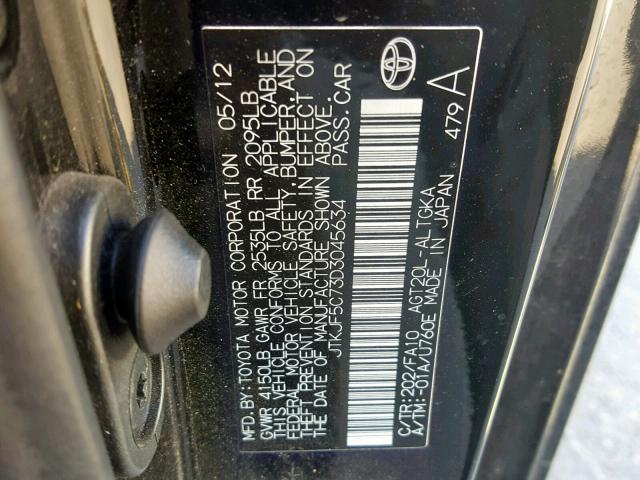 MFD.BY:TOYOTA MOTOR CORPORATION 05/12
GVWR 4150LB GAWR FR 2535LB RR 2095LB
THIS VEHICLE CONFORMS TO ALL APPLICABLE
FEDERAL MOTOR VEHICLE SAFETY, BUMPER, AND
THEFT PREVENTION STANDARDS IN EFFECT ON
THE DATE OF MANUFACTURE SHOWN ABOVE.
JTKJF5C73D3045634 PASS.CAR
C/TR:202/FA10 AGT20L-ALTGKA
A/TM:-01A/U760E MADE IN JAPAN
479 A